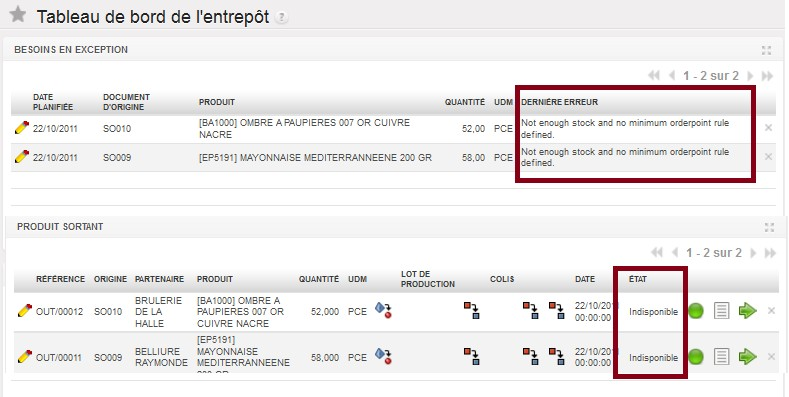 Tableau de bord de l'entrepôt ?
BESOINS EN EXCEPTION
1 - 2 sur 2
DATE PLANIFIÉE DOCUMENT D'ORIGINE PRODUIT QUANTITÉ UDM DERNIÈRE ERREUR
22/10/2011 SO010 [BA1000] OMBRE A PAUPIERES 007 OR CUIVRE NACRE 52,00 PCE Not enough stock and no minimum orderpoint rule defined.
22/10/2011 SO009 [EP5191] MAYONNAISE MEDITERRANNEENE 200 GR 58,00 PCE Not enough stock and no minimum orderpoint rule defined.
PRODUIT SORTANT
1 - 2 sur 2
RÉFÉRENCE ORIGINE PARTENAIRE PRODUIT QUANTITÉ UDM LOT DE PRODUCTION COLIS DATE ÉTAT
OUT/00012 SO010 BRULERIE DE LA HALLE [BA1000] OMBRE A PAUPIERES 007 OR CUIVRE NACRE 52,000 PCE 22/10/2011 00:00:00 Indisponible
OUT/00011 SO009 BELLIURE RAYMONDE [EP5191] MAYONNAISE MEDITERRANNEENE 200 GR 58,000 PCE 22/10/2011 00:00:00 Indisponible